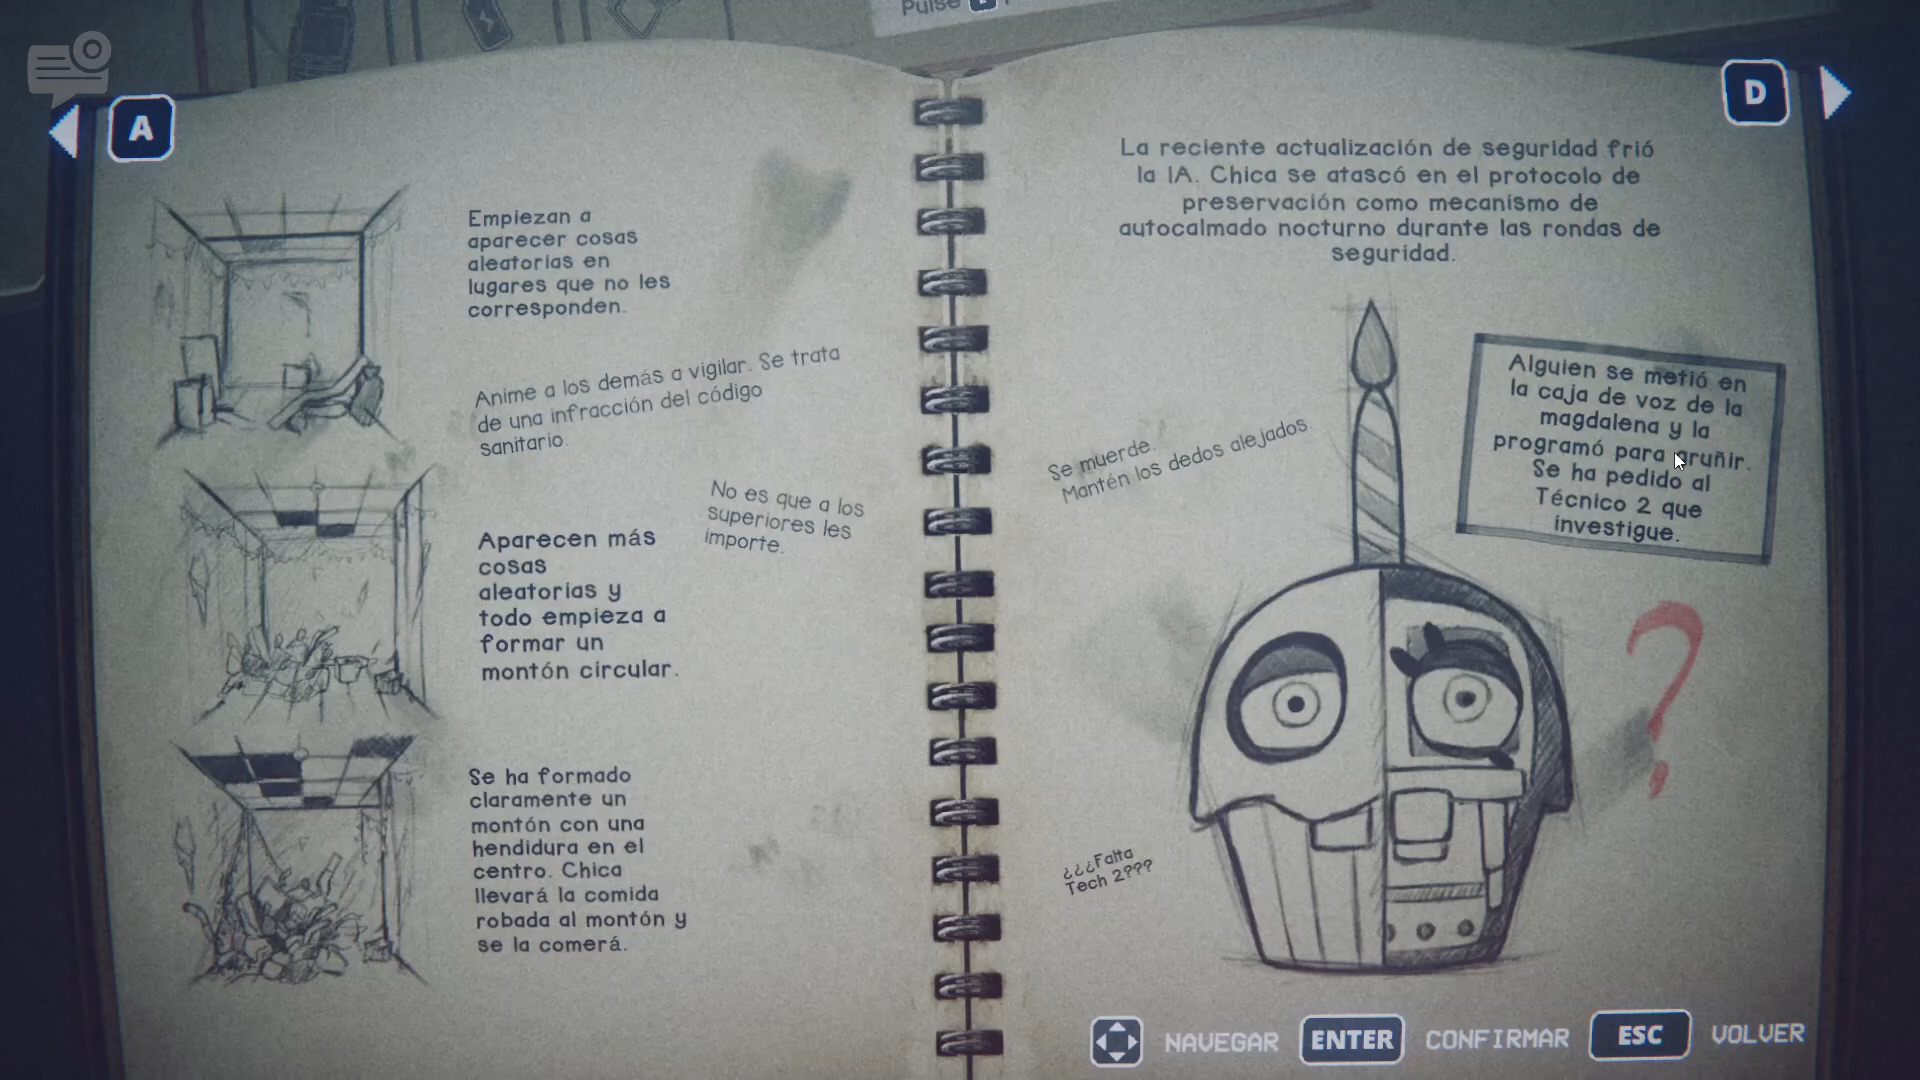 Pulse
A
D
Empiezan a
aparecer cosas
aleatorias en
lugares que no les
corresponden.
Anime a los demás a vigilar. Se trata
de una infracción del código
sanitario.
No es que a los
superiores les
importe.
Aparecen más
cosas
aleatorias y
todo empieza a
formar un
montón circular.
Se ha formado
claramente un
montón con una
hendidura en el
centro. Chica
llevará la comida
robada al montón y
se la comerá.
La reciente actualización de seguridad frió
la IA. Chica se atascó en el protocolo de
preservación como mecanismo de
autocalmado nocturno durante las rondas de
seguridad.
Alguien se metió en
la caja de voz de la
magdalena y la
programó para gruñir.
Se ha pedido al
Técnico 2 que
investigue.
Se muerde.
Mantén los dedos alejados.
?
¿¿¿Falta
Tech 2???
NAVEGAR ENTER CONFIRMAR ESC VOLVER